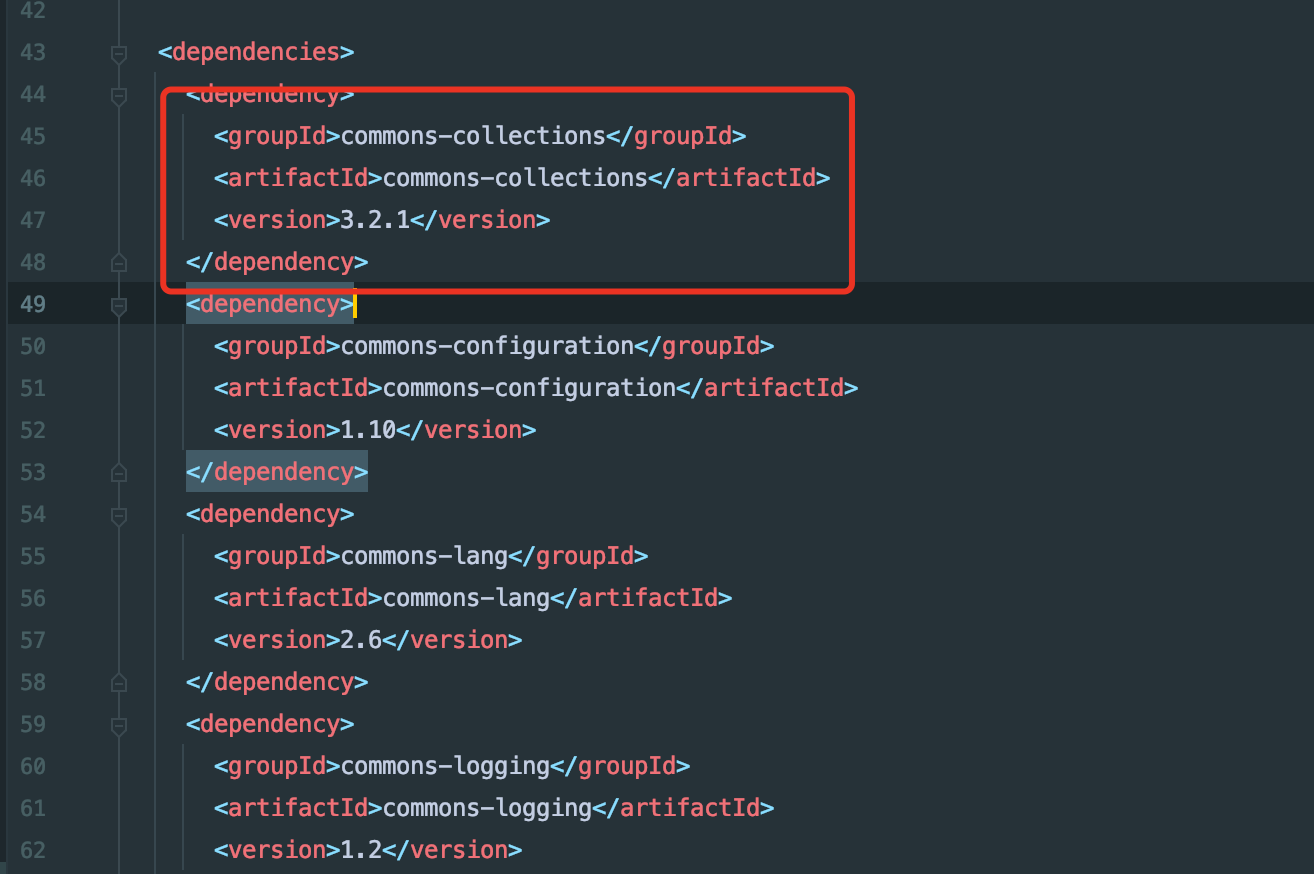 42
43 <dependencies>
44 <dependency>
45 <groupId>commons-collections</groupId>
46 <artifactId>commons-collections</artifactId>
47 <version>3.2.1</version>
48 </dependency>
49 <dependency>
50 <groupId>commons-configuration</groupId>
51 <artifactId>commons-configuration</artifactId>
52 <version>1.10</version>
53 </dependency>
54 <dependency>
55 <groupId>commons-lang</groupId>
56 <artifactId>commons-lang</artifactId>
57 <version>2.6</version>
58 </dependency>
59 <dependency>
60 <groupId>commons-logging</groupId>
61 <artifactId>commons-logging</artifactId>
62 <version>1.2</version>